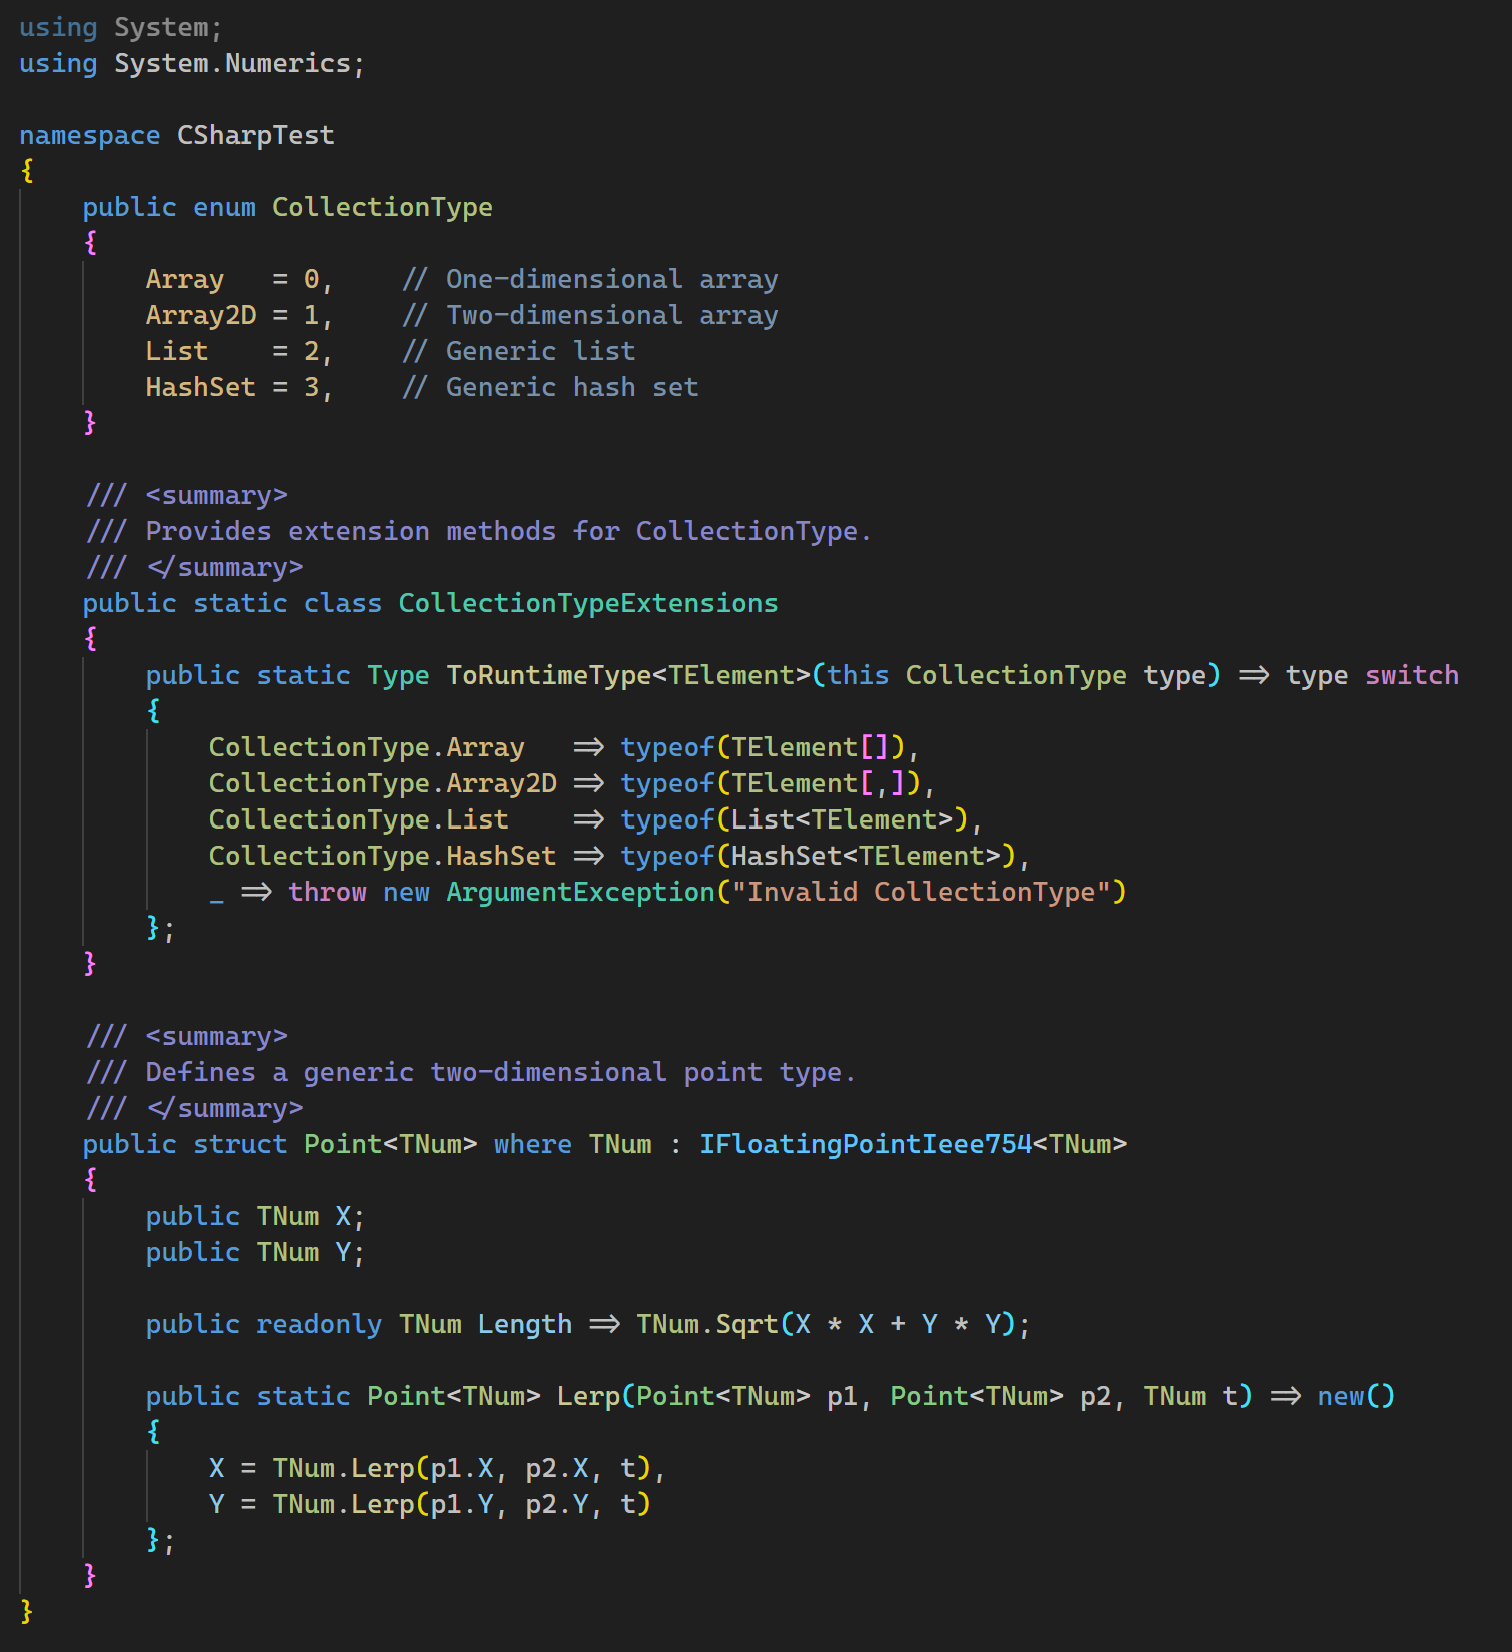 using System;
using System.Numerics;

namespace CSharpTest
{
    public enum CollectionType
    {
        Array   = 0,    // One-dimensional array
        Array2D = 1,    // Two-dimensional array
        List    = 2,    // Generic list
        HashSet = 3,    // Generic hash set
    }

    /// <summary>
    /// Provides extension methods for CollectionType.
    /// </summary>
    public static class CollectionTypeExtensions
    {
        public static Type ToRuntimeType<TElement>(this CollectionType type) => type switch
        {
            CollectionType.Array   => typeof(TElement[]),
            CollectionType.Array2D => typeof(TElement[,]),
            CollectionType.List    => typeof(List<TElement>),
            CollectionType.HashSet => typeof(HashSet<TElement>),
            _ => throw new ArgumentException("Invalid CollectionType")
        };
    }

    /// <summary>
    /// Defines a generic two-dimensional point type.
    /// </summary>
    public struct Point<TNum> where TNum : IFloatingPointIeee754<TNum>
    {
        public TNum X;
        public TNum Y;

        public readonly TNum Length => TNum.Sqrt(X * X + Y * Y);

        public static Point<TNum> Lerp(Point<TNum> p1, Point<TNum> p2, TNum t) => new()
        {
            X = TNum.Lerp(p1.X, p2.X, t),
            Y = TNum.Lerp(p1.Y, p2.Y, t)
        };
    }
}